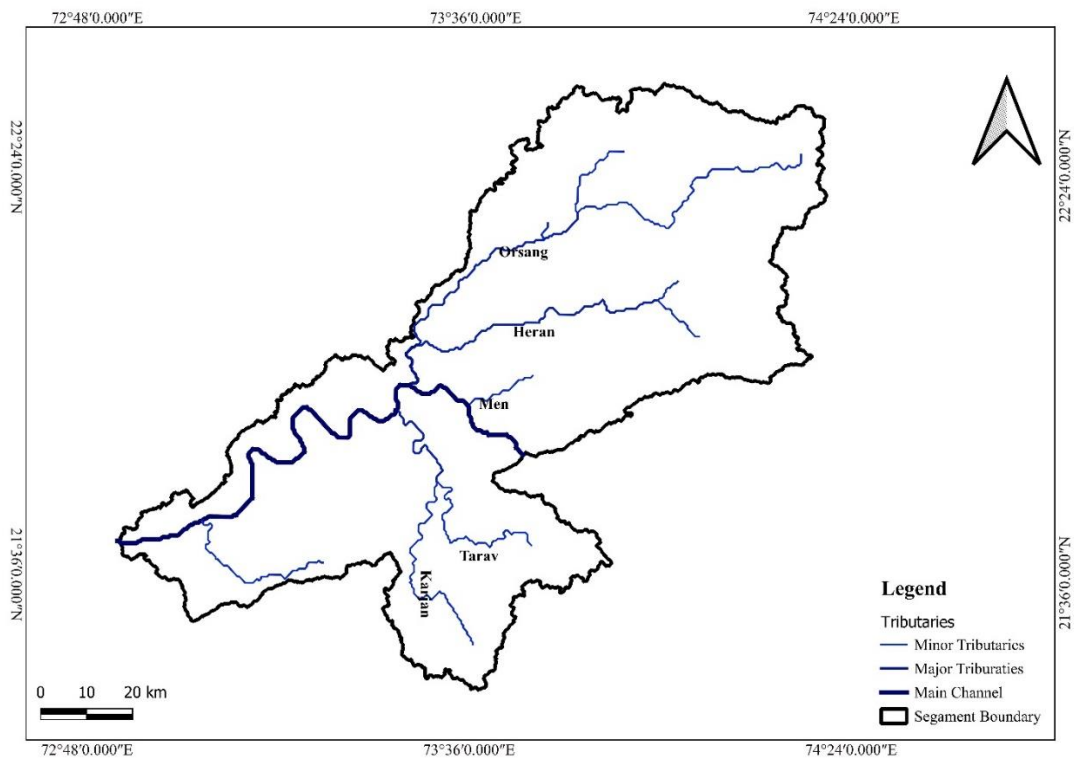 72°48′0.000″E 73°36′0.000″E 74°24′0.000″E
22°24′0.000″N
22°24′0.000″N
Orsang
Heran
Men
21°36′0.000″N
Tarav
Karjan
21°36′0.000″N
Legend
Tributaries
Minor Tributaries
Major Triburaties
Main Channel
Segament Boundary
0 10 20 km
72°48′0.000″E 73°36′0.000″E 74°24′0.000″E